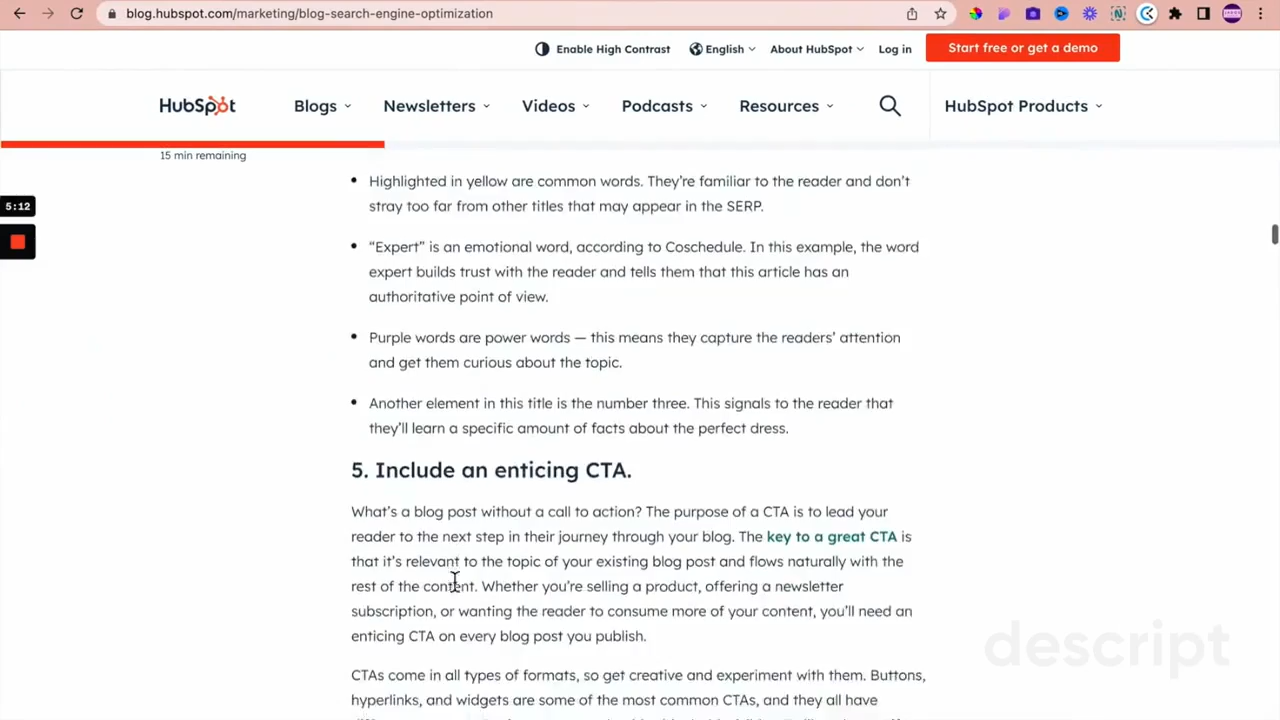 blog.hubspot.com/marketing/blog-search-engine-optimization
Enable High Contrast English About HubSpot Log in Start free or get a demo
HubSpot Blogs Newsletters Videos Podcasts Resources HubSpot Products
15 min remaining
• Highlighted in yellow are common words. They’re familiar to the reader and don’t
stray too far from other titles that may appear in the SERP.
5:12
• “Expert” is an emotional word, according to Coschedule. In this example, the word
expert builds trust with the reader and tells them that this article has an
authoritative point of view.
• Purple words are power words — this means they capture the readers’ attention
and get them curious about the topic.
• Another element in this title is the number three. This signals to the reader that
they’ll learn a specific amount of facts about the perfect dress.
5. Include an enticing CTA.
What’s a blog post without a call to action? The purpose of a CTA is to lead your
reader to the next step in their journey through your blog. The key to a great CTA is
that it’s relevant to the topic of your existing blog post and flows naturally with the
rest of the content. Whether you’re selling a product, offering a newsletter
subscription, or wanting the reader to consume more of your content, you’ll need an
enticing CTA on every blog post you publish.
descript
CTAs come in all types of formats, so get creative and experiment with them. Buttons,
hyperlinks, and widgets are some of the most common CTAs, and they all have